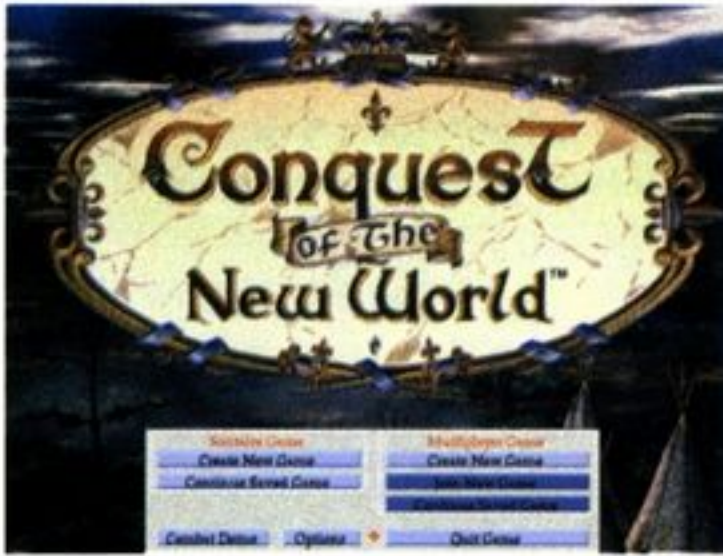 Conquest
of the
New World™
Solitaire Game
Multiplayer Game
Create New Game
Create New Game
Continue Saved Game
Join New Game
Continue Saved Game
Combat Demo
Options
Quit Game